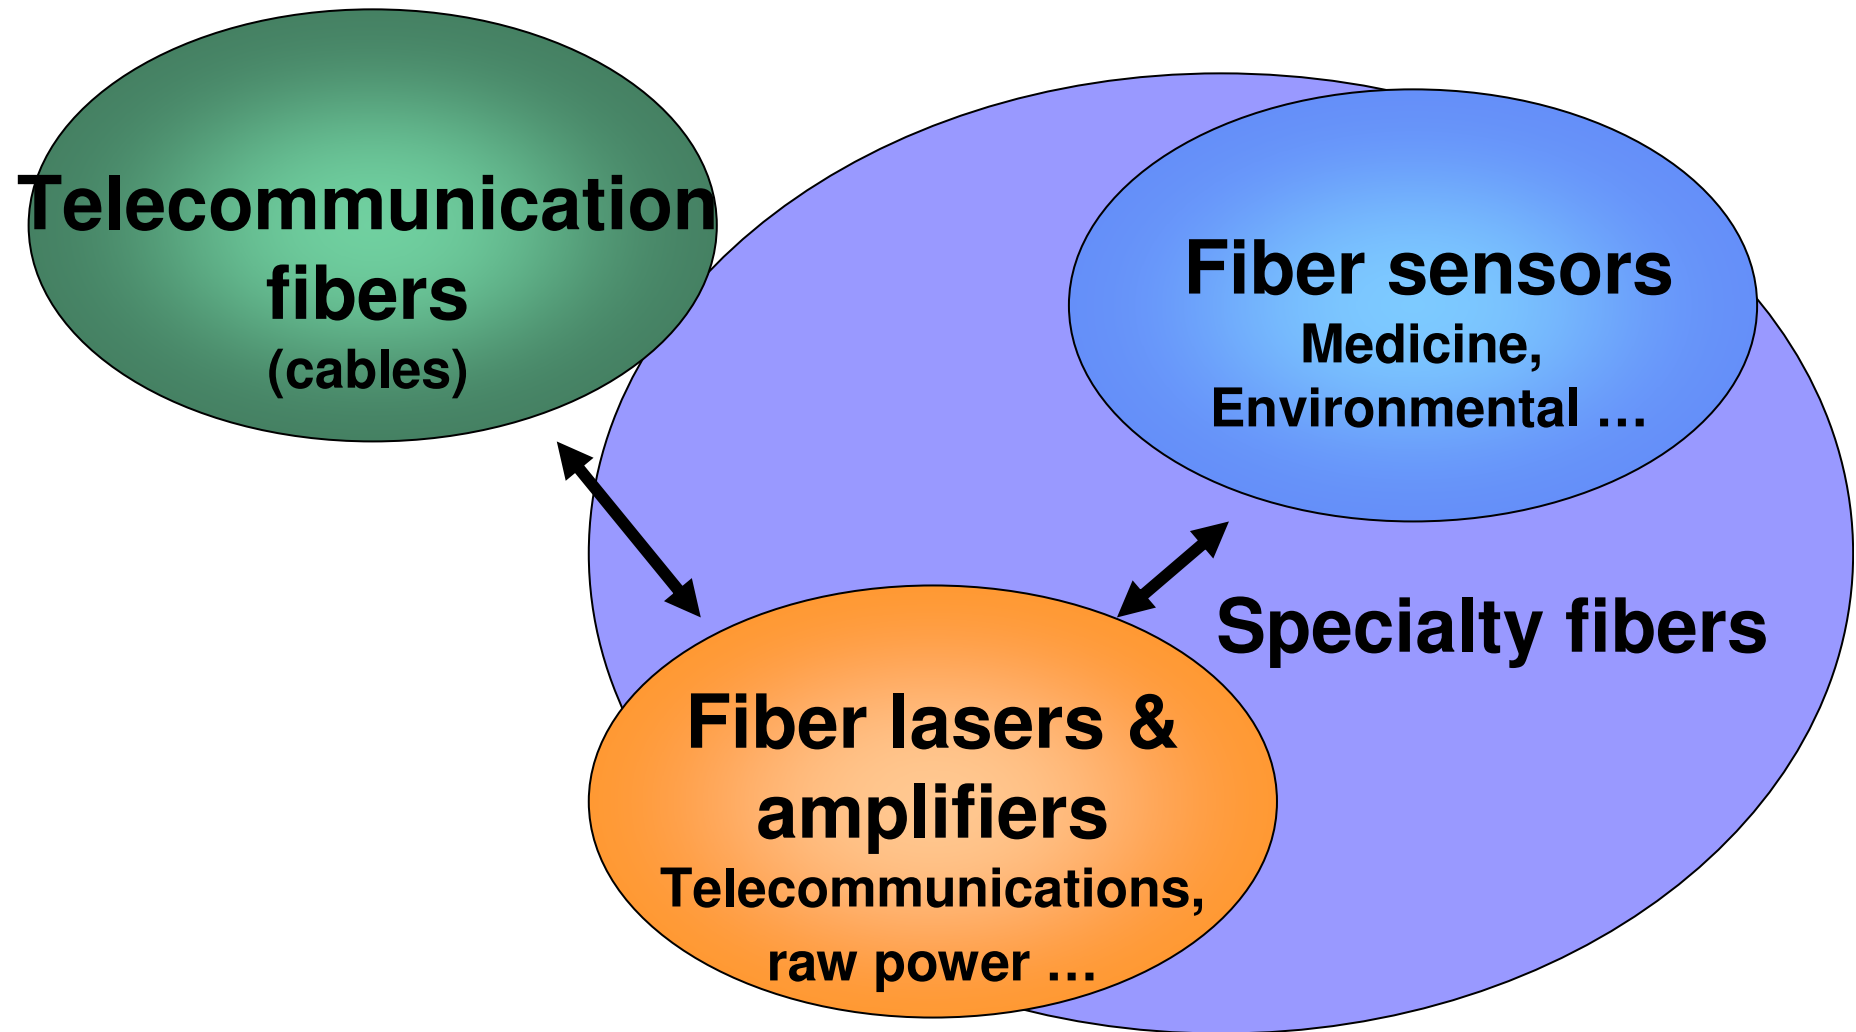 Telecommunication
fibers
(cables)
Fiber sensors
Medicine,
Environmental …
Specialty fibers
Fiber lasers &
amplifiers
Telecommunications,
raw power …